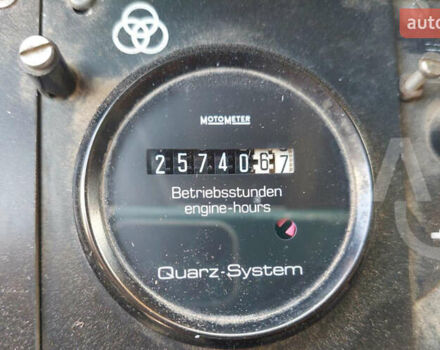 auto
MOTOMETER
2574067
Betriebsstunden
engine-hours
Quarz-System